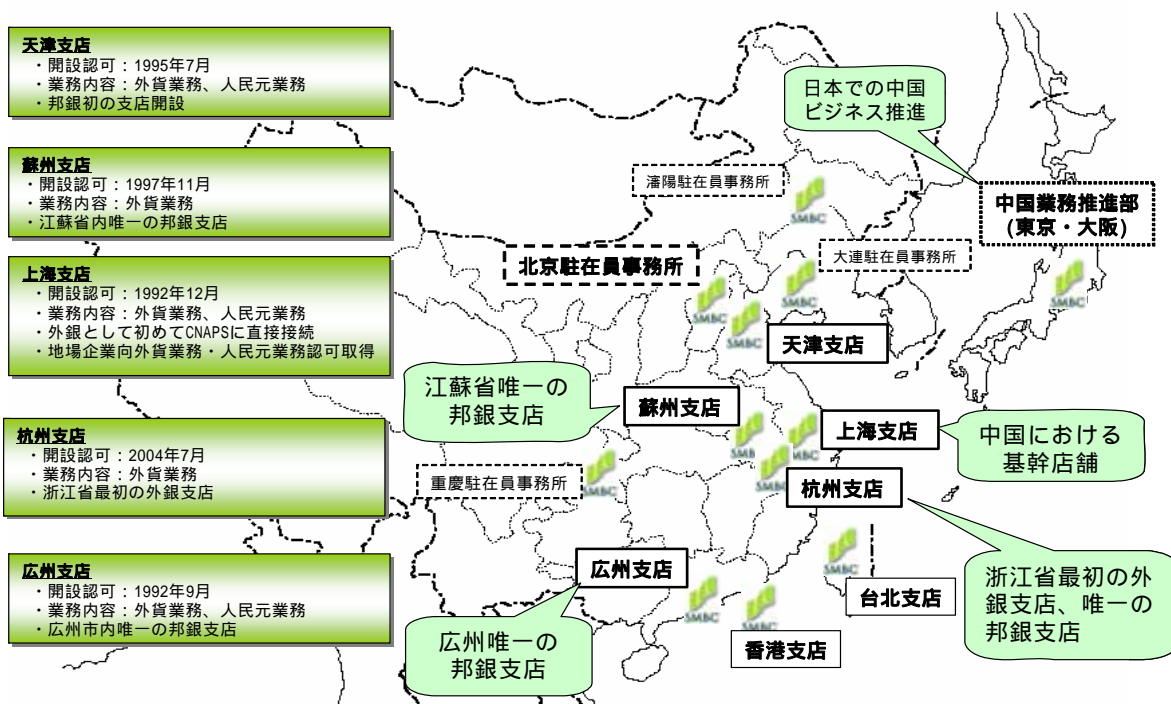 天津支店
・開設認可：1995年7月
・業務内容：外貨業務、人民元業務
・邦銀初の支店開設
蘇州支店
・開設認可：1997年11月
・業務内容：外貨業務
・江蘇省内唯一の邦銀支店
上海支店
・開設認可：1992年12月
・業務内容：外貨業務、人民元業務
・外銀として初めてCNAPSに直接接続
・地場企業向外貨業務・人民元業務認可取得
杭州支店
・開設認可：2004年7月
・業務内容：外貨業務
・浙江省最初の外銀支店
広州支店
・開設認可：1992年9月
・業務内容：外貨業務、人民元業務
・広州市内唯一の邦銀支店
日本での中国
ビジネス推進
瀋陽駐在員事務所
SMBC
中国業務推進部
(東京・大阪)
北京駐在員事務所
大連駐在員事務所
SMBC
SMBC
SMBC
SMBC
天津支店
江蘇省唯一の
邦銀支店
蘇州支店
上海支店
中国における
基幹店舗
SMBC
SMBC
SMBC
重慶駐在員事務所
SMBC
杭州支店
広州支店
SMBC
台北支店
浙江省最初の外
銀支店、唯一の
邦銀支店
SMBC
SMBC
広州唯一の
邦銀支店
香港支店